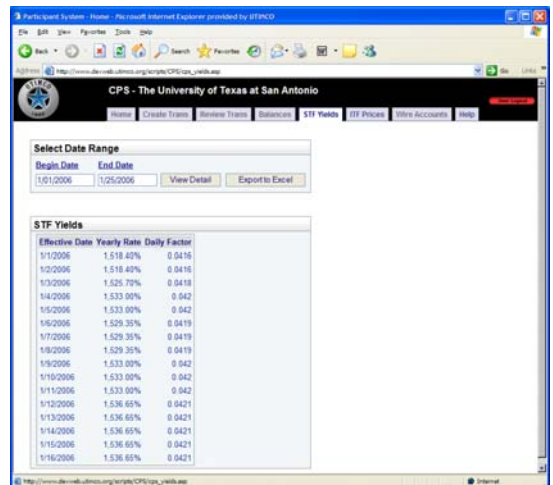 Participant System - Home - Microsoft Internet Explorer provided by UTIMCO
File Edit View Favorites Tools Help
Back Search Favorites
Address http://www.devweb.utimco.org/scripts/CPS/cps_yields.asp Go Links
CPS - The University of Texas at San Antonio
Home Create Trans Review Trans Balances STF Yields ITF Prices Wire Accounts Help
Select Date Range
Begin Date End Date
1/01/2006 1/25/2006 View Detail Export to Excel
STF Yields
Effective Date Yearly Rate Daily Factor
1/1/2006 1,518.40% 0.0416
1/2/2006 1,518.40% 0.0416
1/3/2006 1,525.70% 0.0418
1/4/2006 1,533.00% 0.042
1/5/2006 1,533.00% 0.042
1/6/2006 1,529.35% 0.0419
1/7/2006 1,529.35% 0.0419
1/8/2006 1,529.35% 0.0419
1/9/2006 1,533.00% 0.042
1/10/2006 1,533.00% 0.042
1/11/2006 1,533.00% 0.042
1/12/2006 1,536.65% 0.0421
1/13/2006 1,536.65% 0.0421
1/14/2006 1,536.65% 0.0421
1/15/2006 1,536.65% 0.0421
1/16/2006 1,536.65% 0.0421
http://www.devweb.utimco.org/scripts/CPS/cps_yields.asp Internet